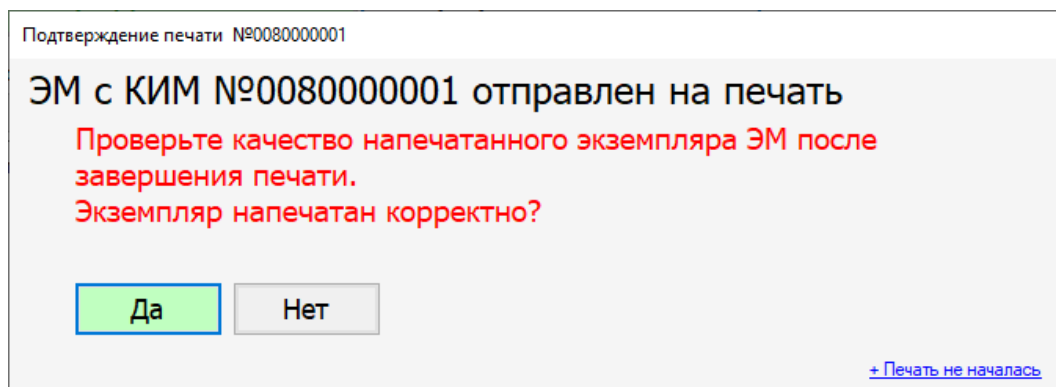 Подтверждение печати №0080000001
ЭМ с КИМ №0080000001 отправлен на печать
Проверьте качество напечатанного экземпляра ЭМ после
завершения печати.
Экземпляр напечатан корректно?
Да
Нет
+ Печать не началась